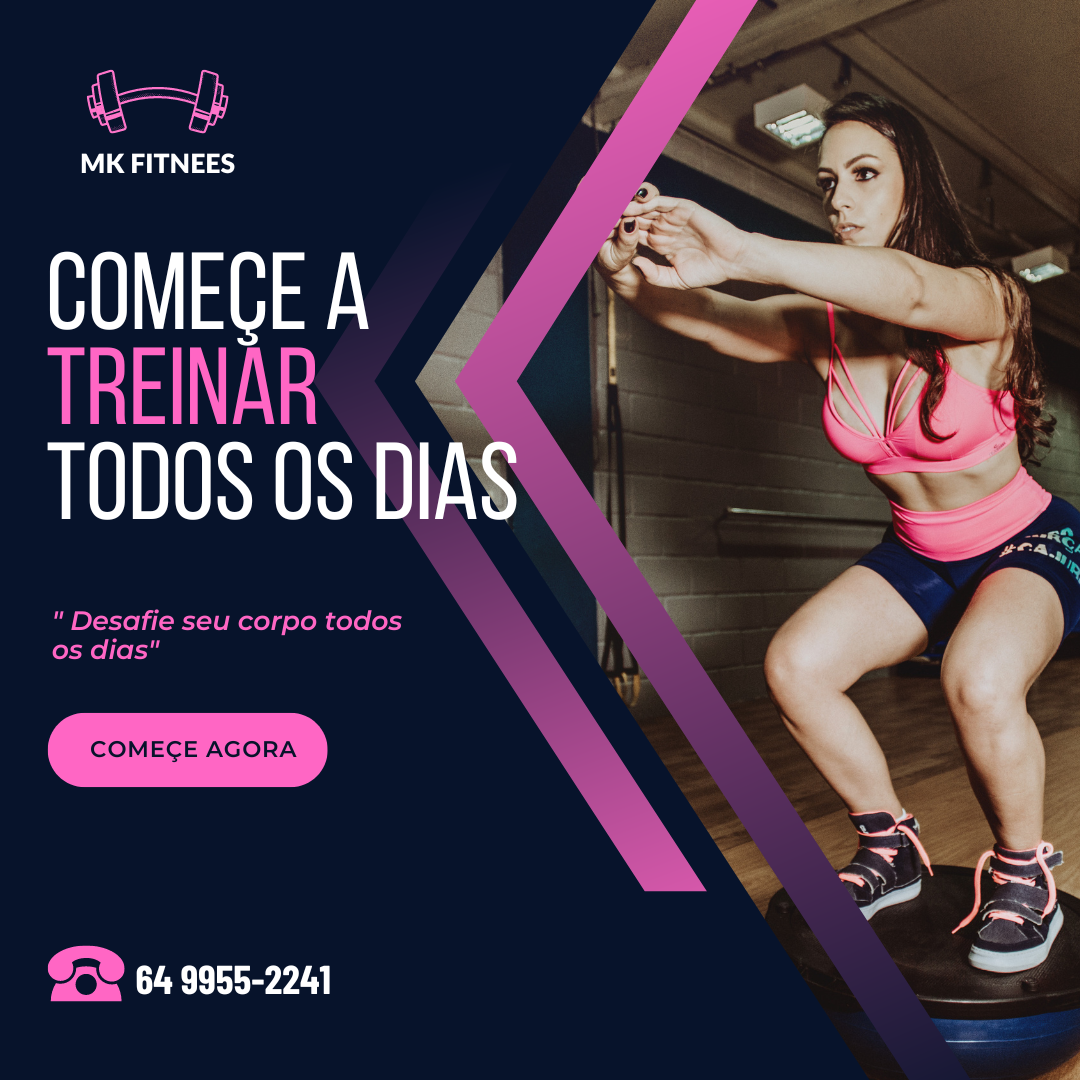 MK FITNEES
COMEÇE A
TREINAR
TODOS OS DIAS
" Desafie seu corpo todos
os dias"
COMEÇE AGORA
64 9955-2241